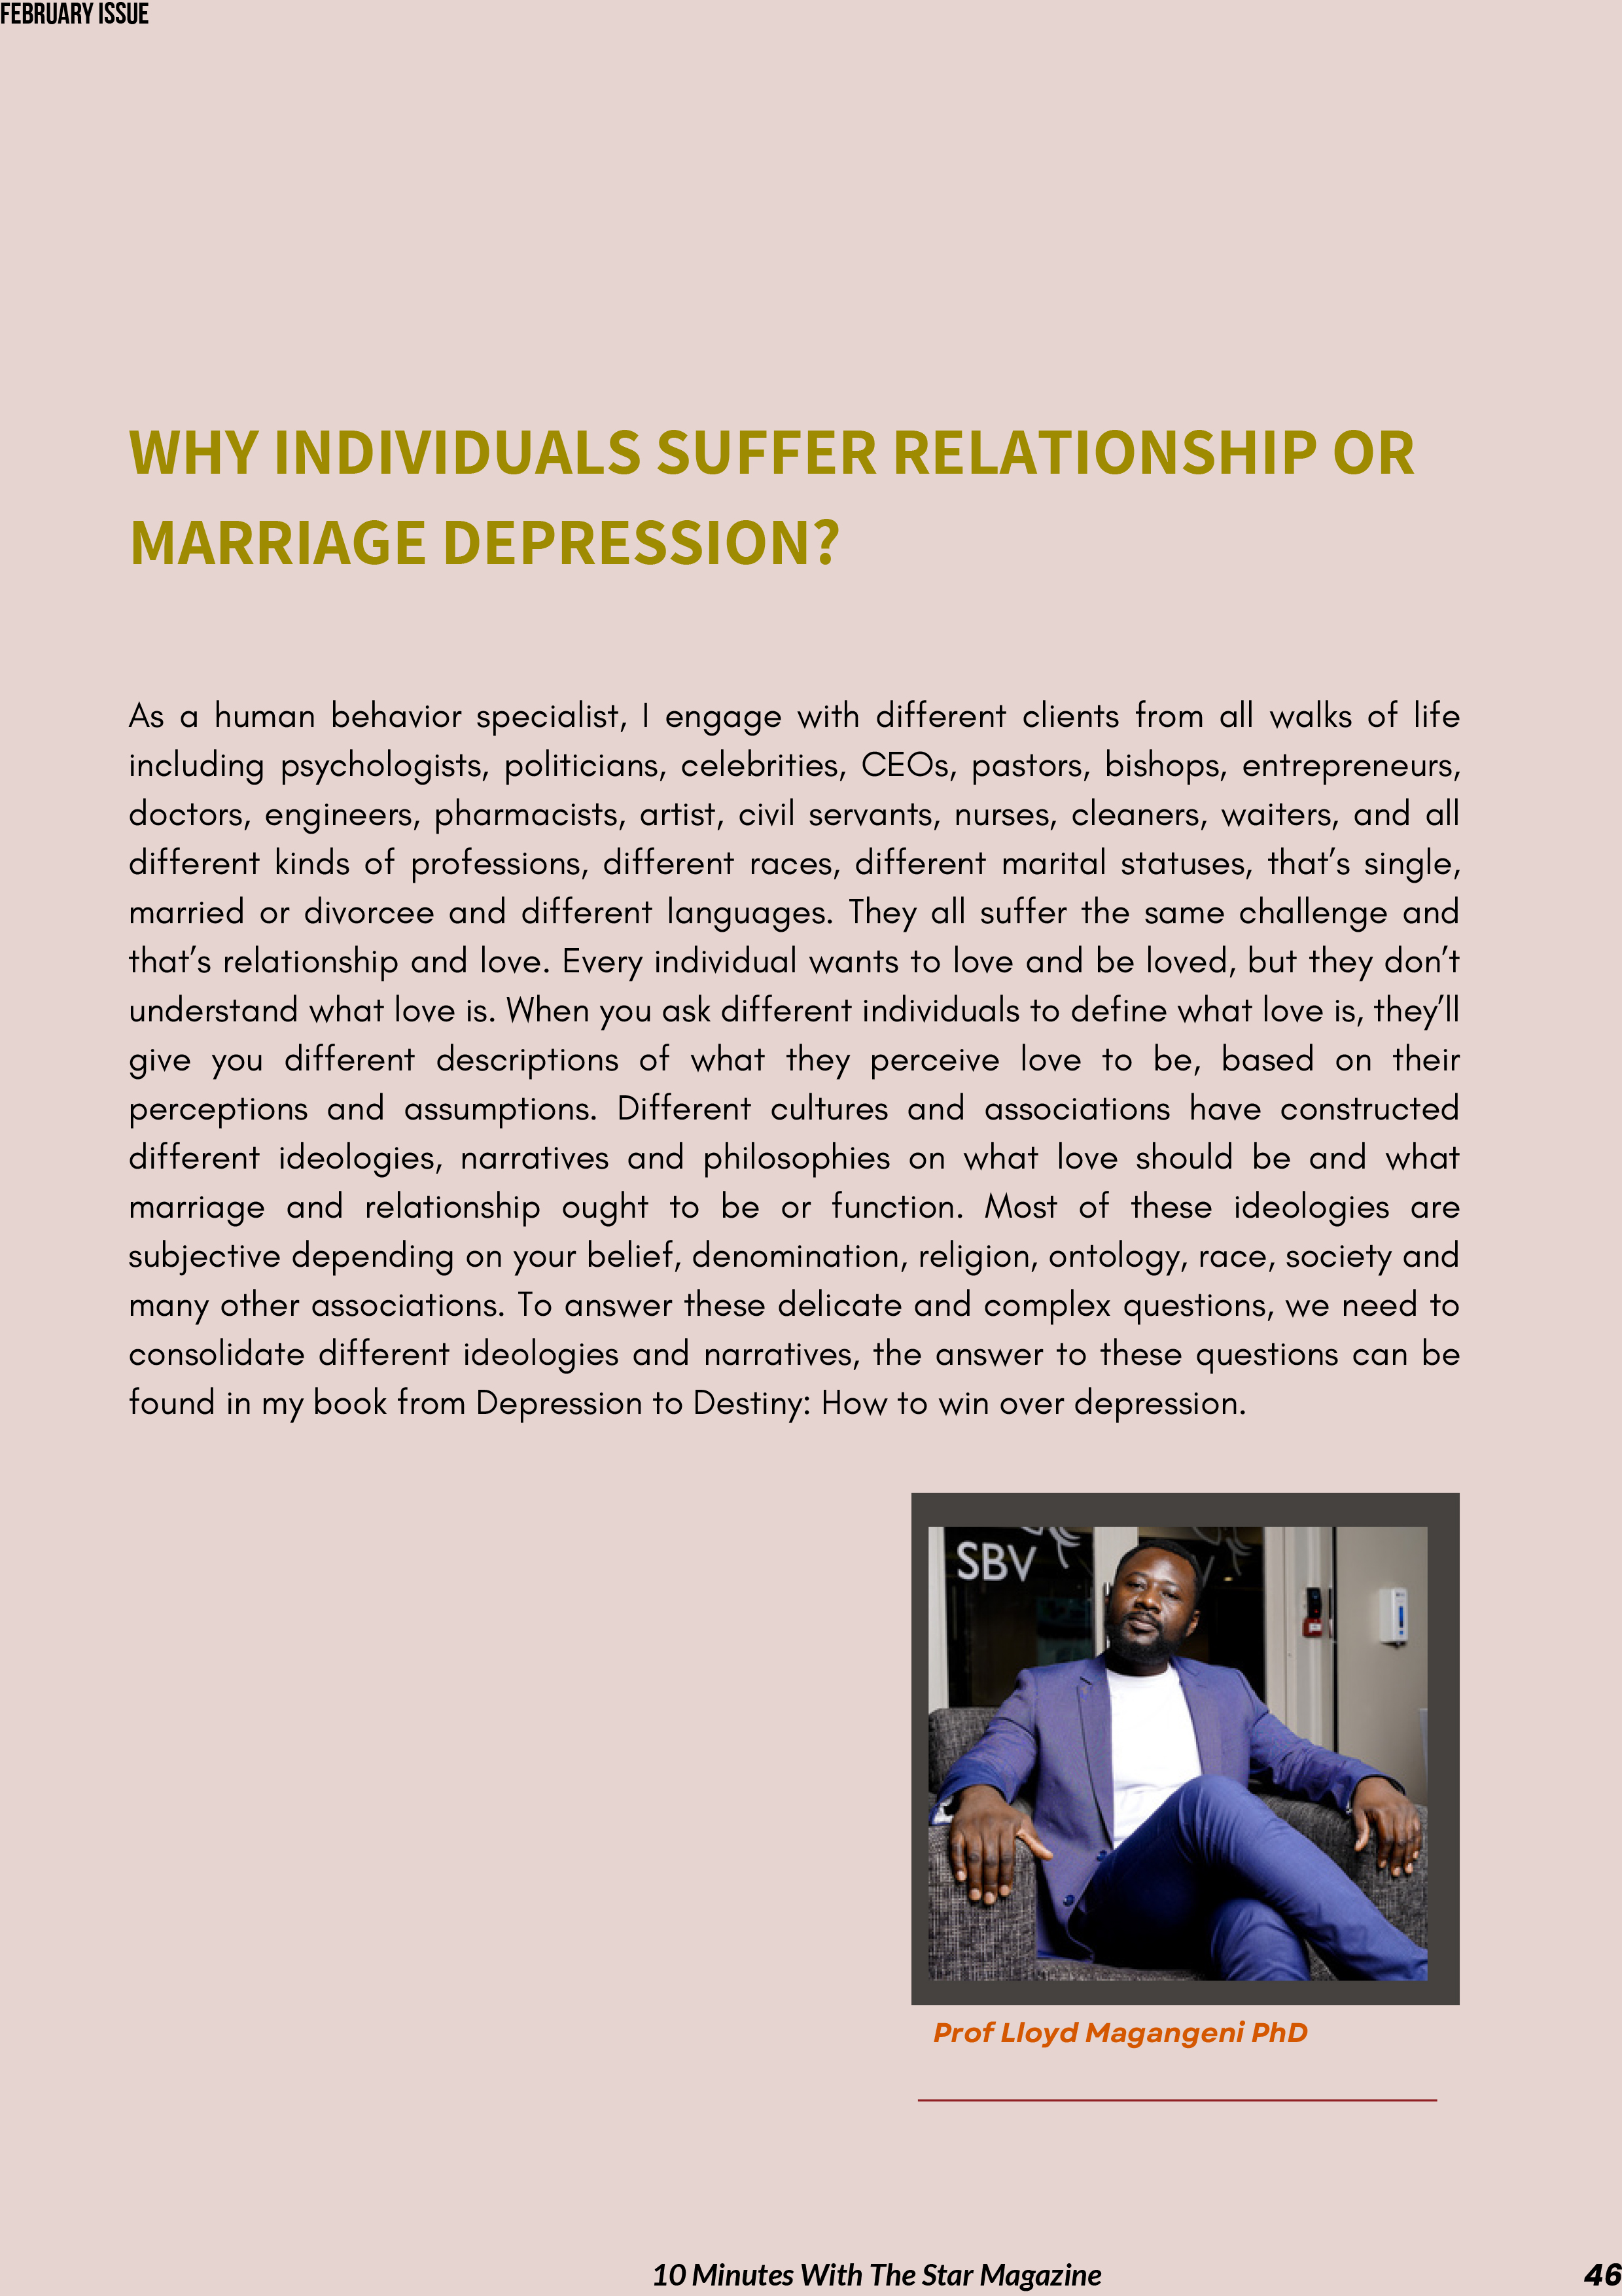 FEBRUARY ISSUE
WHY INDIVIDUALS SUFFER RELATIONSHIP OR
MARRIAGE DEPRESSION?
As a human behavior specialist, I engage with different clients from all walks of life
including psychologists, politicians, celebrities, CEOs, pastors, bishops, entrepreneurs,
doctors, engineers, pharmacists, artist, civil servants, nurses, cleaners, waiters, and all
different kinds of professions, different races, different marital statuses, that’s single,
married or divorcee and different languages. They all suffer the same challenge and
that’s relationship and love. Every individual wants to love and be loved, but they don’t
understand what love is. When you ask different individuals to define what love is, they’ll
give you different descriptions of what they perceive love to be, based on their
perceptions and assumptions. Different cultures and associations have constructed
different ideologies, narratives and philosophies on what love should be and what
marriage and relationship ought to be or function. Most of these ideologies are
subjective depending on your belief, denomination, religion, ontology, race, society and
many other associations. To answer these delicate and complex questions, we need to
consolidate different ideologies and narratives, the answer to these questions can be
found in my book from Depression to Destiny: How to win over depression.
SBV
Prof Lloyd Magangeni PhD
10 Minutes With The Star Magazine
46